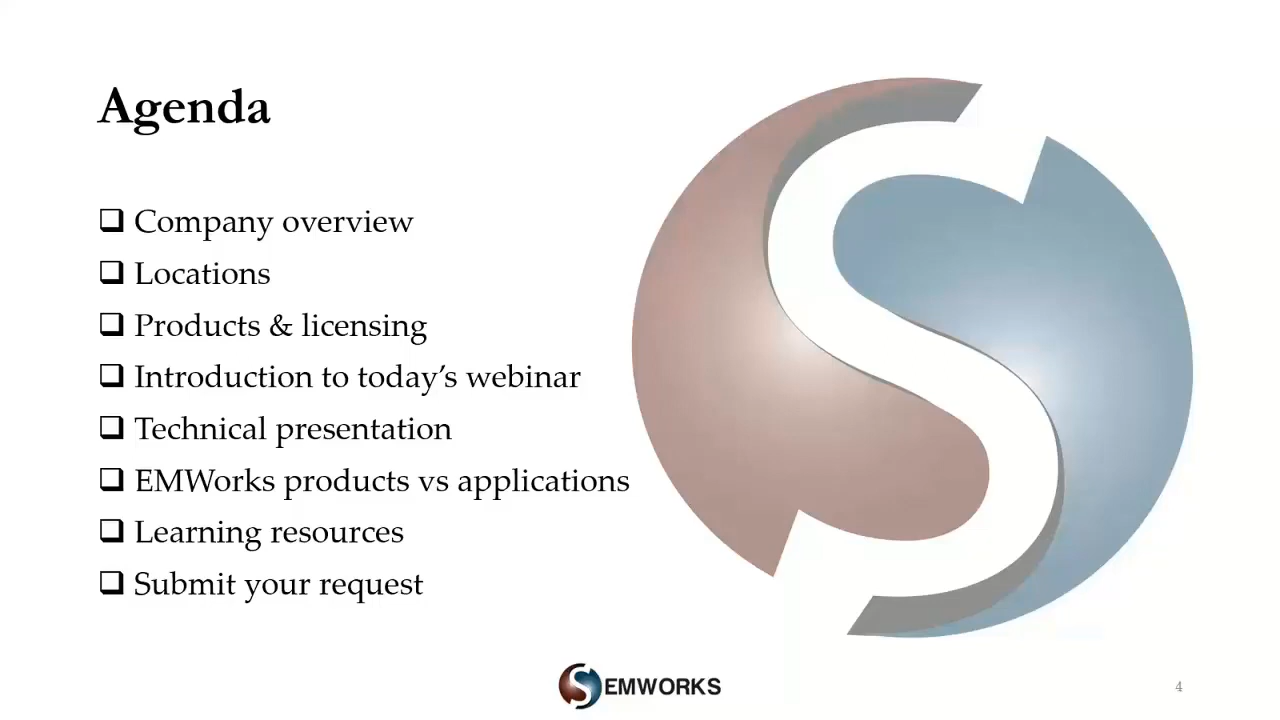 Agenda
❑ Company overview
❑ Locations
❑ Products & licensing
❑ Introduction to today’s webinar
❑ Technical presentation
❑ EMWorks products vs applications
❑ Learning resources
❑ Submit your request
S EMWORKS
4